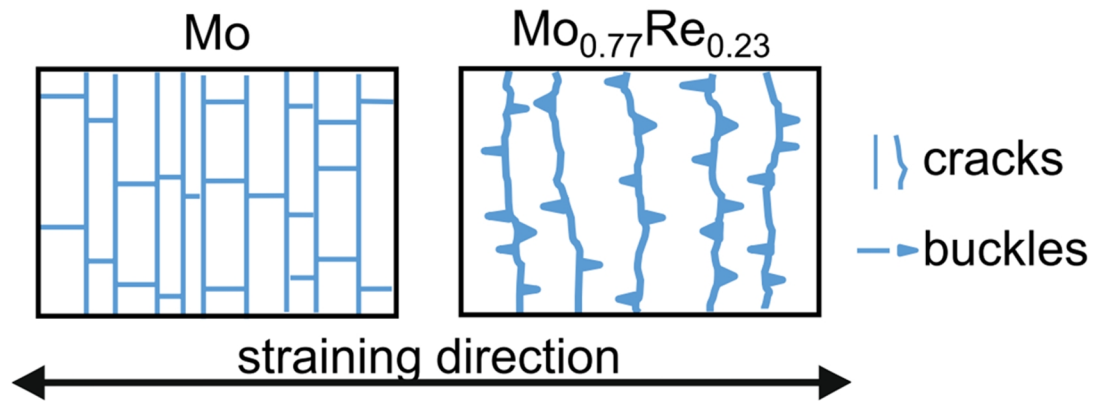 Mo
Mo0.77Re0.23
cracks
buckles
straining direction